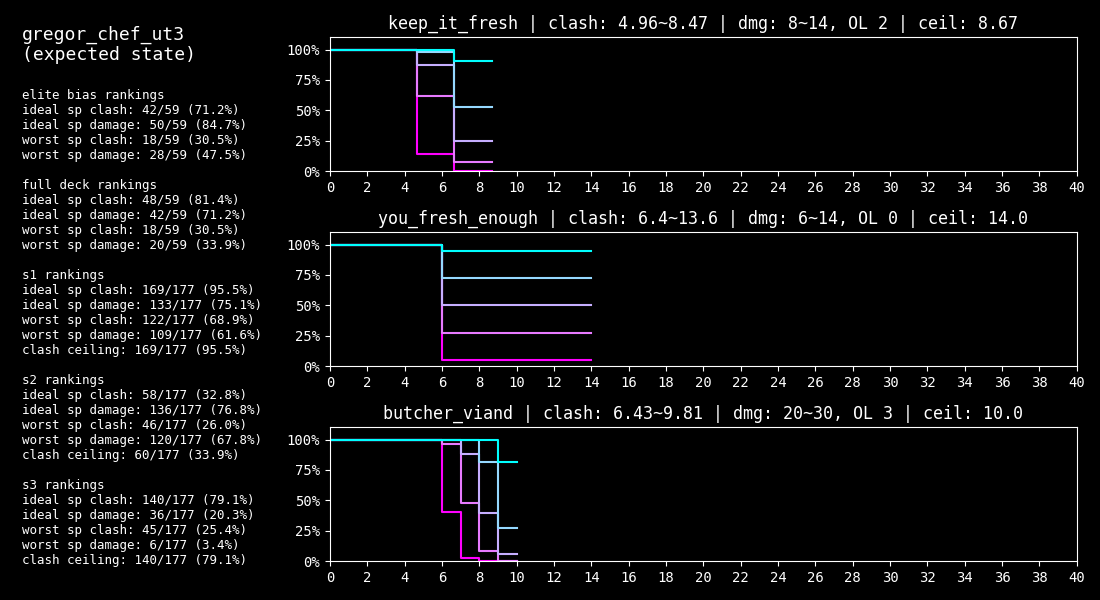 gregor_chef_ut3
(expected state)
elite bias rankings
ideal sp clash: 42/59 (71.2%)
ideal sp damage: 50/59 (84.7%)
worst sp clash: 18/59 (30.5%)
worst sp damage: 28/59 (47.5%)
full deck rankings
ideal sp clash: 48/59 (81.4%)
ideal sp damage: 42/59 (71.2%)
worst sp clash: 18/59 (30.5%)
worst sp damage: 20/59 (33.9%)
s1 rankings
ideal sp clash: 169/177 (95.5%)
ideal sp damage: 133/177 (75.1%)
worst sp clash: 122/177 (68.9%)
worst sp damage: 109/177 (61.6%)
clash ceiling: 169/177 (95.5%)
s2 rankings
ideal sp clash: 58/177 (32.8%)
ideal sp damage: 136/177 (76.8%)
worst sp clash: 46/177 (26.0%)
worst sp damage: 120/177 (67.8%)
clash ceiling: 60/177 (33.9%)
s3 rankings
ideal sp clash: 140/177 (79.1%)
ideal sp damage: 36/177 (20.3%)
worst sp clash: 45/177 (25.4%)
worst sp damage: 6/177 (3.4%)
clash ceiling: 140/177 (79.1%)
keep_it_fresh | clash: 4.96~8.47 | dmg: 8~14, OL 2 | ceil: 8.67
100%
75%
50%
25%
0%
0 2 4 6 8 10 12 14 16 18 20 22 24 26 28 30 32 34 36 38 40
you_fresh_enough | clash: 6.4~13.6 | dmg: 6~14, OL 0 | ceil: 14.0
100%
75%
50%
25%
0%
0 2 4 6 8 10 12 14 16 18 20 22 24 26 28 30 32 34 36 38 40
butcher_viand | clash: 6.43~9.81 | dmg: 20~30, OL 3 | ceil: 10.0
100%
75%
50%
25%
0%
0 2 4 6 8 10 12 14 16 18 20 22 24 26 28 30 32 34 36 38 40